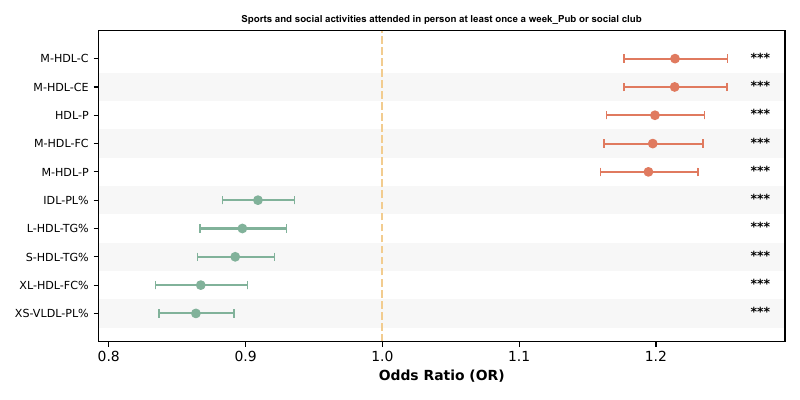 Sports and social activities attended in person at least once a week_Pub or social club
M-HDL-C ***
M-HDL-CE ***
HDL-P ***
M-HDL-FC ***
M-HDL-P ***
IDL-PL% ***
L-HDL-TG% ***
S-HDL-TG% ***
XL-HDL-FC% ***
XS-VLDL-PL% ***
0.8 0.9 1.0 1.1 1.2
Odds Ratio (OR)